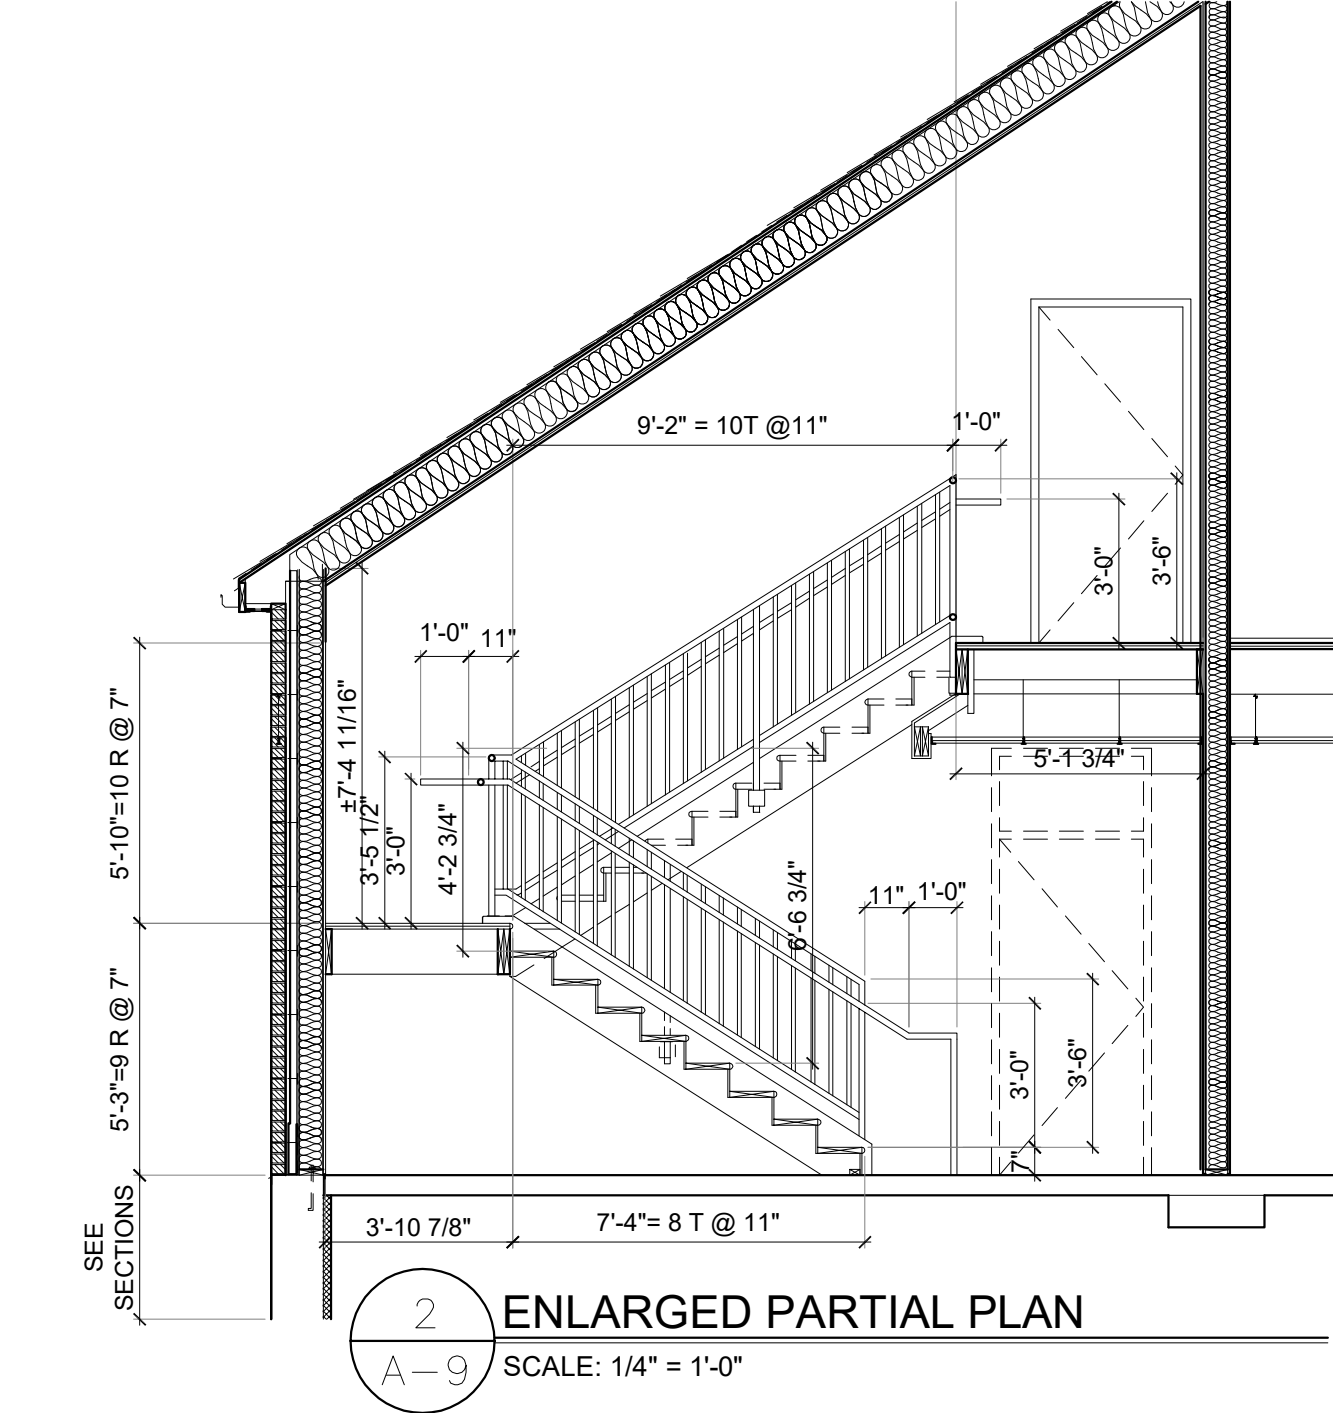 9'-2" = 10T @11"
1'-0"
3'-0"
3'-6"
1'-0"
11"
5'-10"=10 R @ 7"
±7'-4 11/16"
3'-5 1/2"
3'-0"
4'-2 3/4"
5'-1 3/4"
6'-6 3/4"
11"
1'-0"
5'-3"=9 R @ 7"
3'-0"
3'-6"
7"
SEE
SECTIONS
3'-10 7/8"
7'-4"= 8 T @ 11"
2
A-9
ENLARGED PARTIAL PLAN
SCALE: 1/4" = 1'-0"